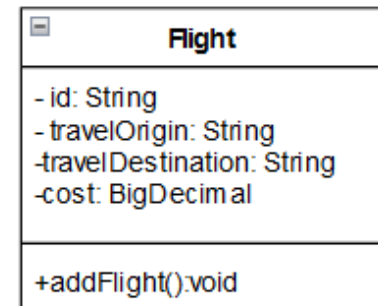 Flight
- id: String
- travelOrigin: String
-travelDestination: String
-cost: BigDecimal
+addFlight():void